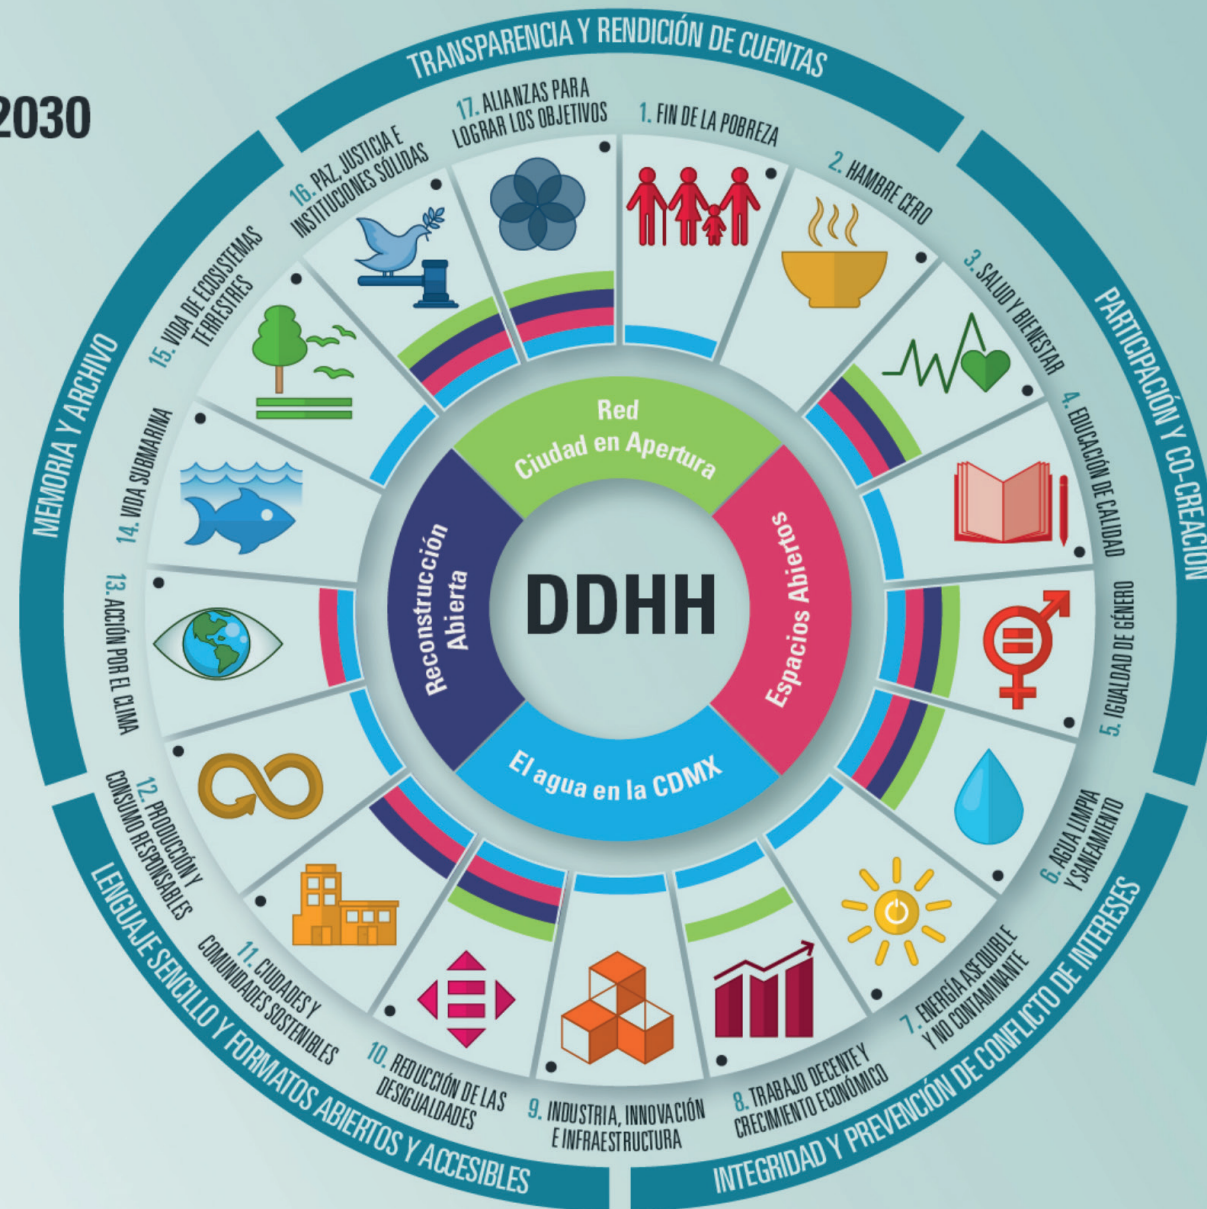 2030
TRANSPARENCIA Y RENDICIÓN DE CUENTAS
PARTICIPACIÓN Y CO-CREACIÓN
INTEGRIDAD Y PREVENCIÓN DE CONFLICTO DE INTERESES
LENGUAJE SENCILLO Y FORMATOS ABIERTOS Y ACCESIBLES
MEMORIA Y ARCHIVO
1. FIN DE LA POBREZA
2. HAMBRE CERO
3. SALUD Y BIENESTAR
4. EDUCACIÓN DE CALIDAD
5. IGUALDAD DE GÉNERO
6. AGUA LIMPIA
Y SANEAMIENTO
7. ENERGÍA ASEQUIBLE
Y NO CONTAMINANTE
8. TRABAJO DECENTE Y
CRECIMIENTO ECONÓMICO
9. INDUSTRIA, INNOVACIÓN
E INFRAESTRUCTURA
10. REDUCCIÓN DE LAS
DESIGUALDADES
11. CIUDADES Y
COMUNIDADES SOSTENIBLES
12. PRODUCCIÓN Y
CONSUMO RESPONSABLES
13. ACCIÓN POR EL CLIMA
14. VIDA SUBMARINA
15. VIDA DE ECOSISTEMAS
TERRESTRES
16. PAZ, JUSTICIA E
INSTITUCIONES SÓLIDAS
17. ALIANZAS PARA
LOGRAR LOS OBJETIVOS
Red
Ciudad en Apertura
Espacios Abiertos
El agua en la CDMX
Reconstrucción
Abierta
DDHH